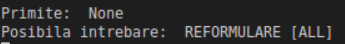 Primite:  None
Posibila intrebare:  REFORMULARE [ALL]